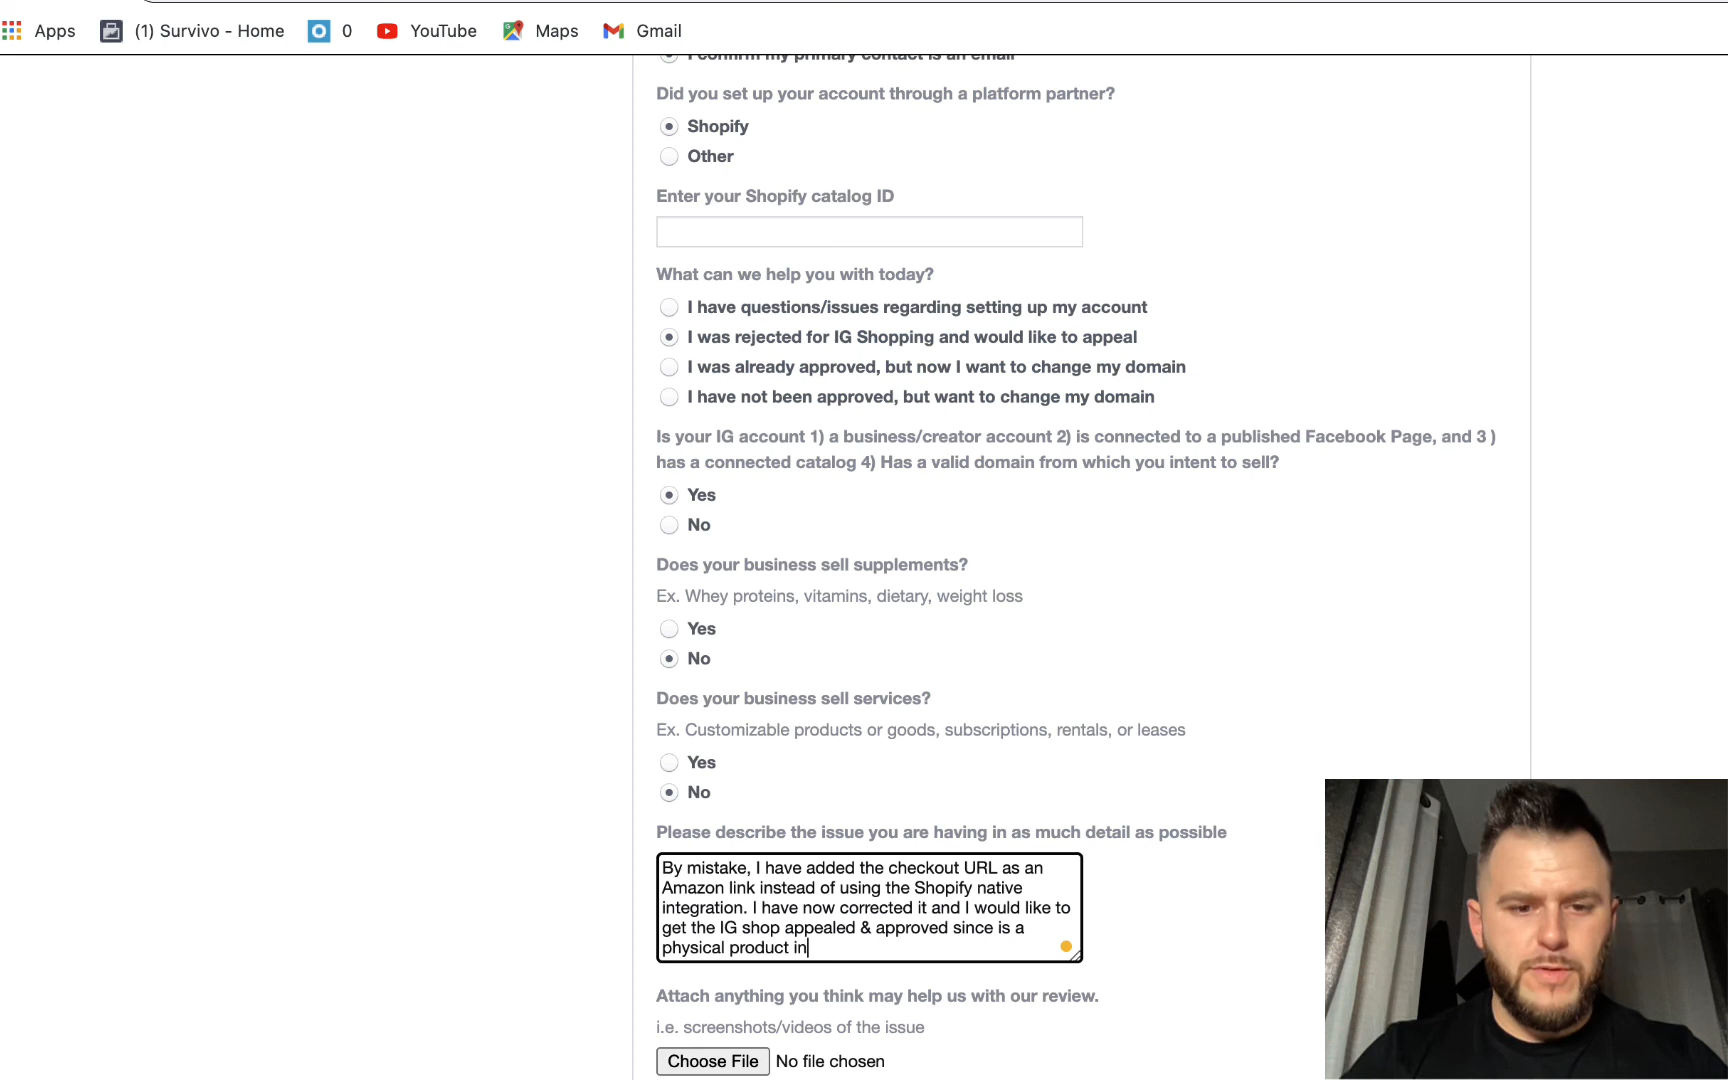 Apps (1) Survivo - Home 0 YouTube Maps Gmail
I confirm my primary contact is an email
Did you set up your account through a platform partner?
Shopify
Other
Enter your Shopify catalog ID
What can we help you with today?
I have questions/issues regarding setting up my account
I was rejected for IG Shopping and would like to appeal
I was already approved, but now I want to change my domain
I have not been approved, but want to change my domain
Is your IG account 1) a business/creator account 2) is connected to a published Facebook Page, and 3 )
has a connected catalog 4) Has a valid domain from which you intent to sell?
Yes
No
Does your business sell supplements?
Ex. Whey proteins, vitamins, dietary, weight loss
Yes
No
Does your business sell services?
Ex. Customizable products or goods, subscriptions, rentals, or leases
Yes
No
Please describe the issue you are having in as much detail as possible
By mistake, I have added the checkout URL as an
Amazon link instead of using the Shopify native
integration. I have now corrected it and I would like to
get the IG shop appealed & approved since is a
physical product in
Attach anything you think may help us with our review.
i.e. screenshots/videos of the issue
Choose File No file chosen